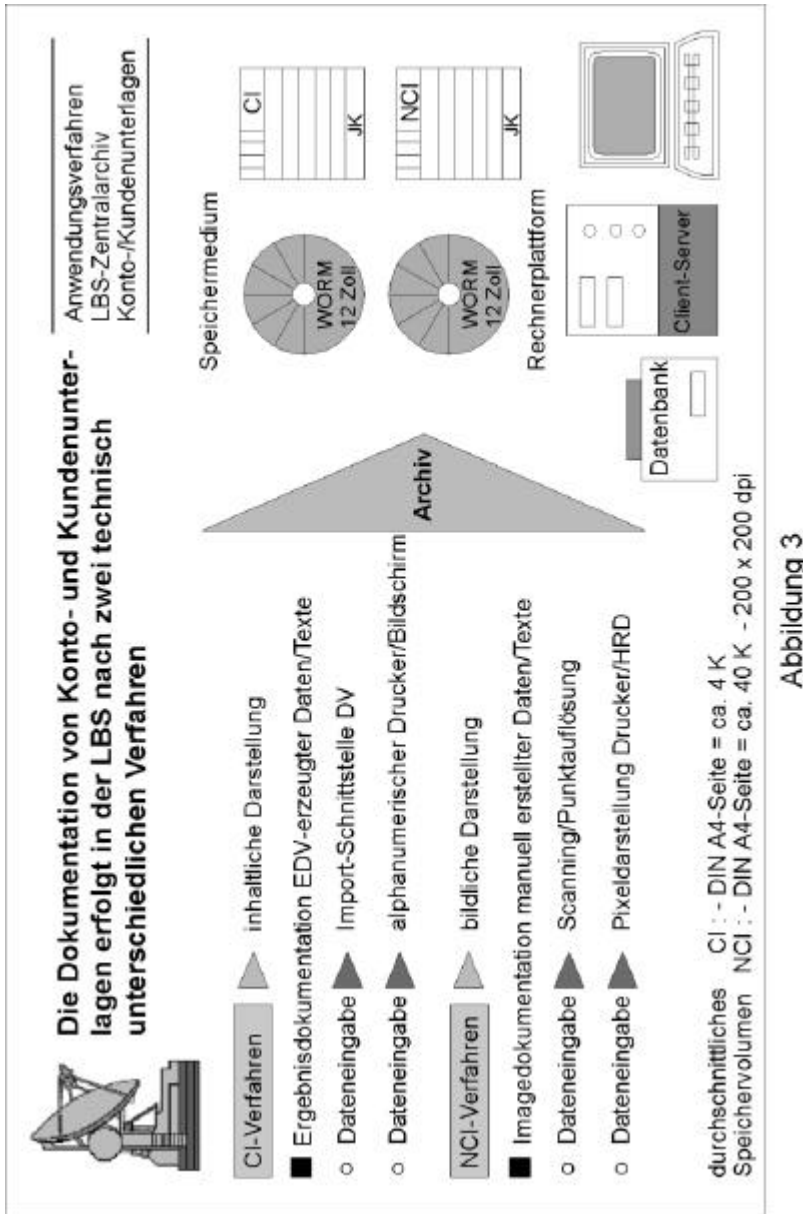 Die Dokumentation von Konto- und Kundenunter-
lagen erfolgt in der LBS nach zwei technisch
unterschiedlichen Verfahren
Anwendungsverfahren
LBS-Zentralarchiv
Konto-/Kundenunterlagen
CI-Verfahren inhaltliche Darstellung
Ergebnisdokumentation EDV-erzeugter Daten/Texte
Dateneingabe Import-Schnittstelle DV
Dateneingabe alphanumerischer Drucker/Bildschirm
NCI-Verfahren bildliche Darstellung
Imagedokumentation manuell erstellter Daten/Texte
Dateneingabe Scanning/Punktauflösung
Dateneingabe Pixeldarstellung Drucker/HRD
durchschnittliches CI : - DIN A4-Seite = ca. 4 K
Speichervolumen NCI : - DIN A4-Seite = ca. 40 K - 200 x 200 dpi
Archiv
Speichermedium
WORM
12 Zoll
CI
JK
WORM
12 Zoll
NCI
JK
Rechnerplattform
Datenbank
Client-Server
Abbildung 3